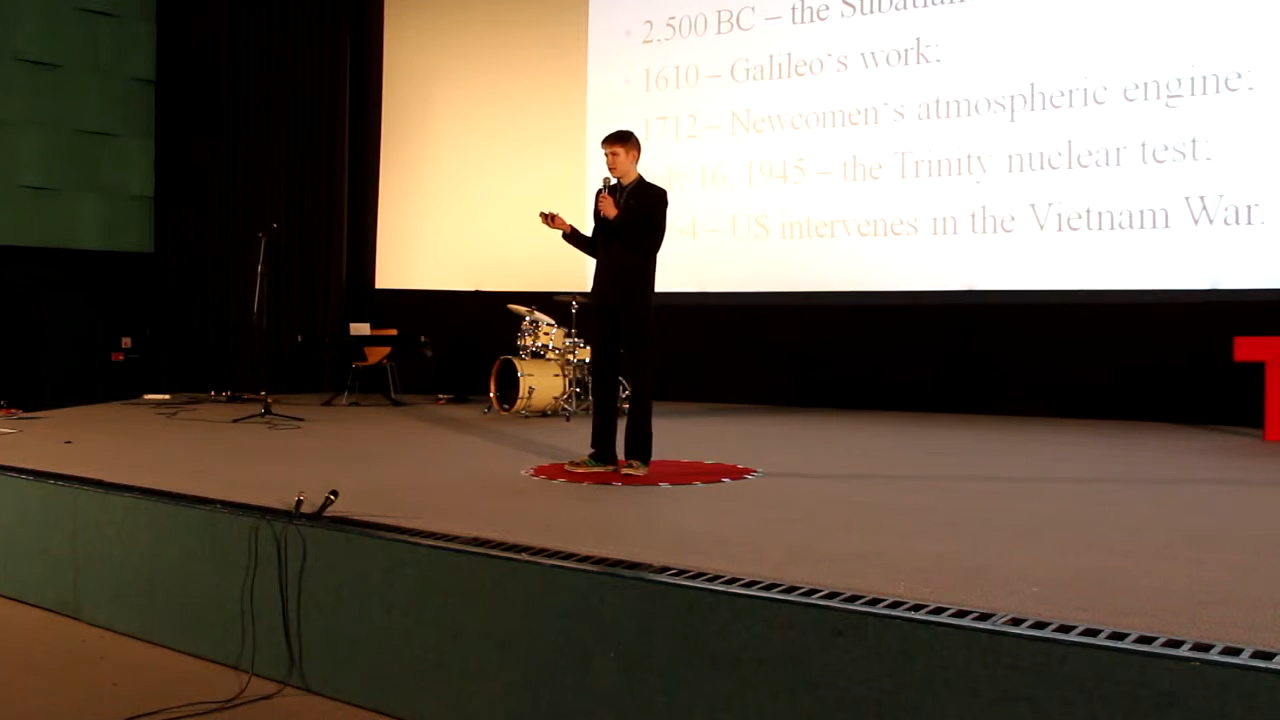 2,500 BC – the
1610 – Galileo's work;
1712 – Newcomen's atmospheric engine;
16, 1945 – the Trinity nuclear test;
US intervenes in the Vietnam War.
T